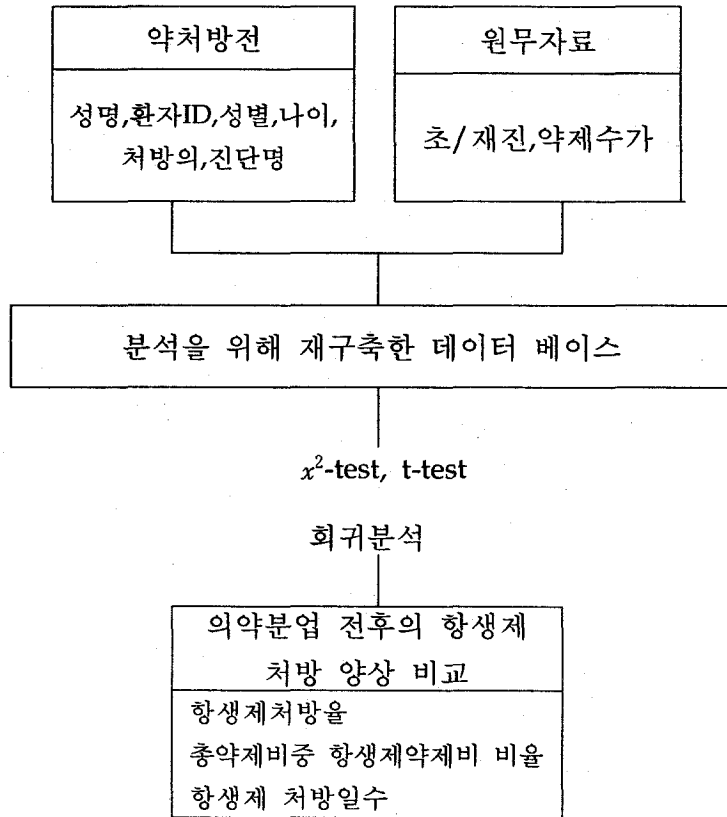 약처방전
원무자료
성명,환자ID,성별,나이,
처방의,진단명
초/재진,약제수가
분석을 위해 재구축한 데이터 베이스
x²-test, t-test
회귀분석
의약분업 전후의 항생제
처방 양상 비교
항생제처방율
총약제비중 항생제약제비 비율
항생제 처방일수